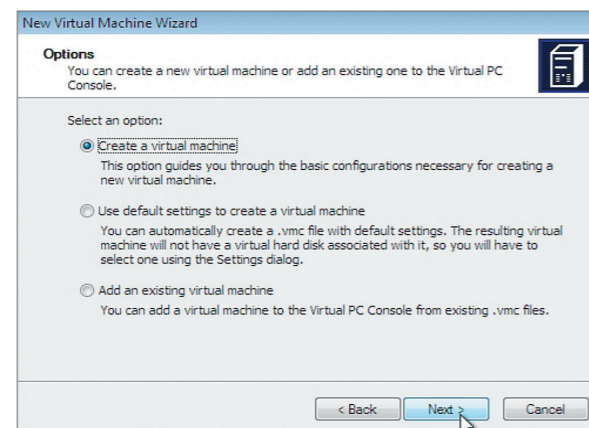 New Virtual Machine Wizard
Options
You can create a new virtual machine or add an existing one to the Virtual PC
Console.
Select an option:
Create a virtual machine
This option guides you through the basic configurations necessary for creating a
new virtual machine.
Use default settings to create a virtual machine
You can automatically create a .vmc file with default settings. The resulting virtual
machine will not have a virtual hard disk associated with it, so you will have to
select one using the Settings dialog.
Add an existing virtual machine
You can add a virtual machine to the Virtual PC Console from existing .vmc files.
< Back Next > Cancel